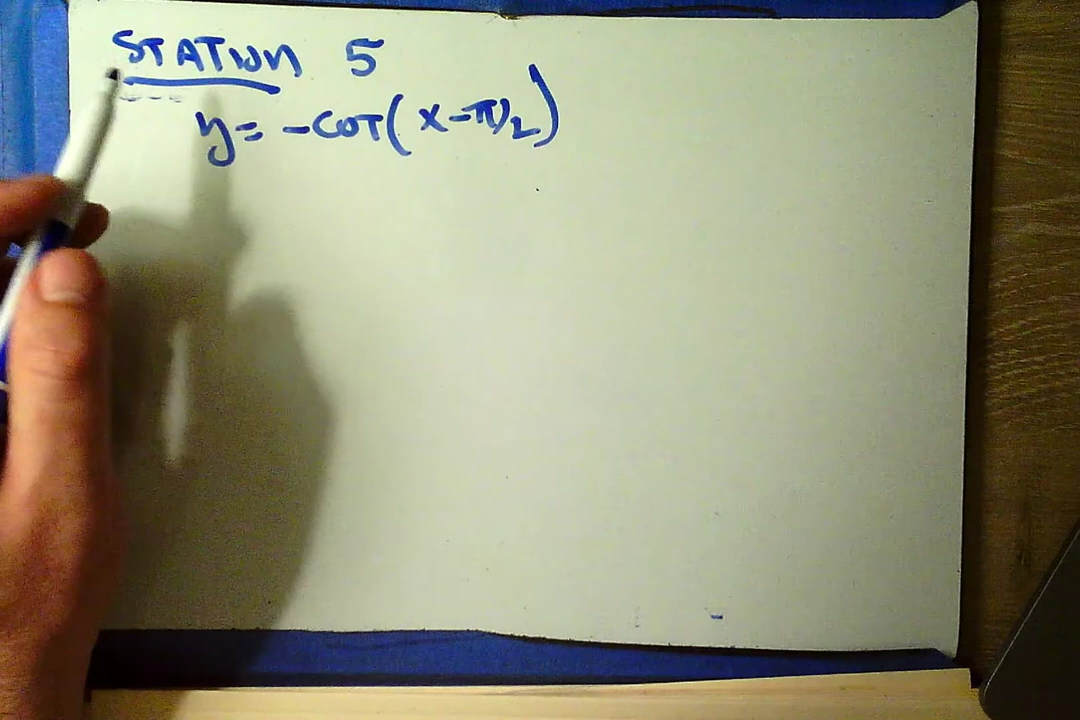 STATION 5
y = -COT(x-π/2)